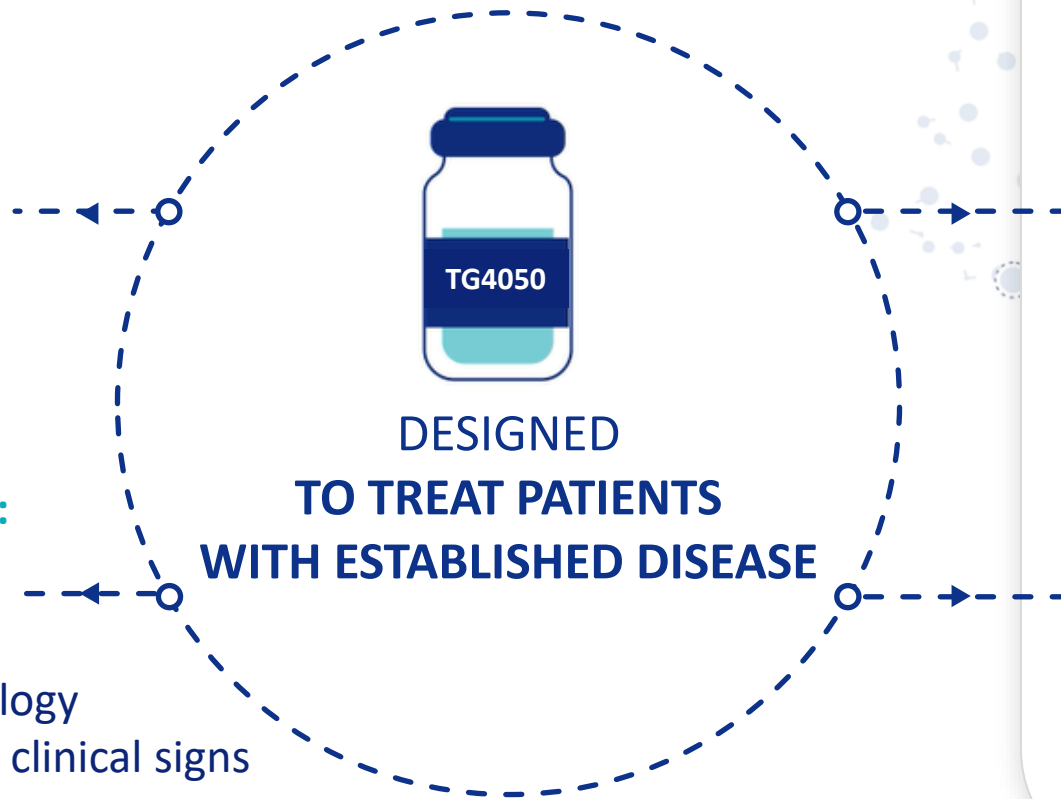 TG4050
DESIGNED
TO TREAT PATIENTS
WITH ESTABLISHED DISEASE
:
logy
clinical signs